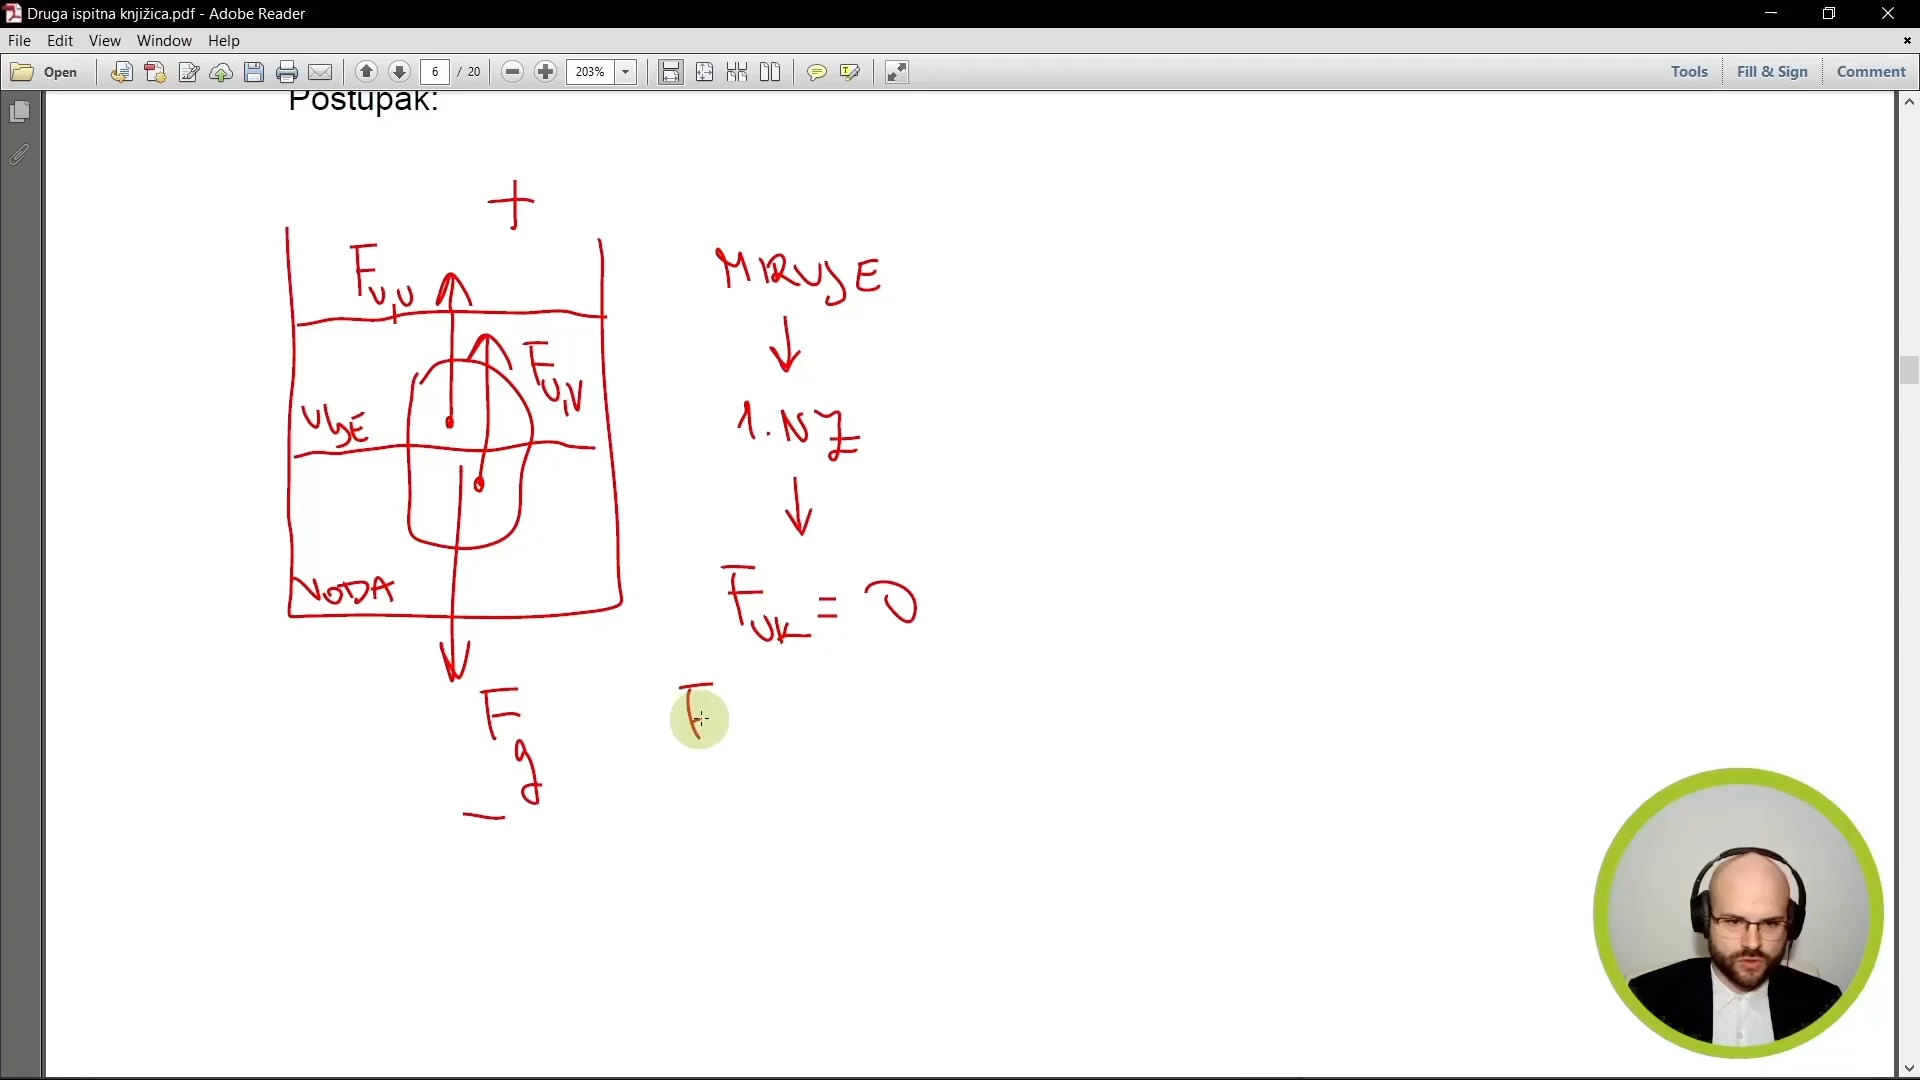 Druga ispitna knjižica.pdf - Adobe Reader
File Edit View Window Help
Open 6 / 20 203% Tools Fill & Sign Comment
Postupak:
+
F u,u
MIRUJE
F u,v
ULJE
1. NZ
VODA
F UK = 0
F g
F
−